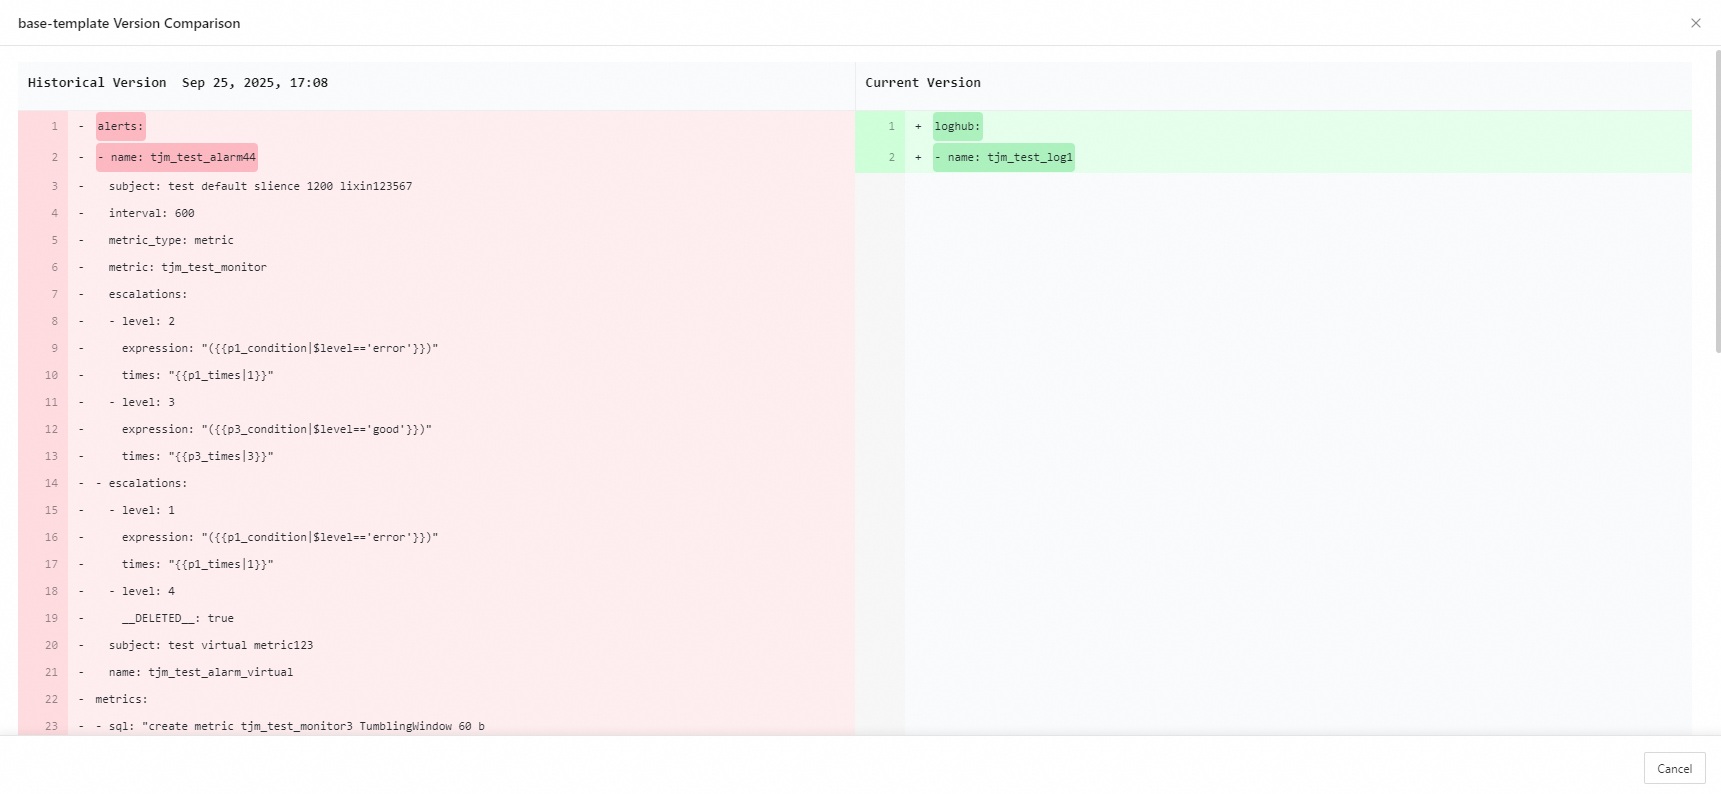 base-template Version Comparison
Historical Version  Sep 25, 2025, 17:08
Current Version
1 - alerts:
1 + loghub:
2 - - name: tjm_test_alarm44
2 + - name: tjm_test_log1
3 - subject: test default slience 1200 lixin123567
4 - interval: 600
5 - metric_type: metric
6 - metric: tjm_test_monitor
7 - escalations:
8 - - level: 2
9 - expression: "({{p1_condition|$level=='error'}})"
10 - times: "{{p1_times|1}}"
11 - - level: 3
12 - expression: "({{p3_condition|$level=='good'}})"
13 - times: "{{p3_times|3}}"
14 - - escalations:
15 - - level: 1
16 - expression: "({{p1_condition|$level=='error'}})"
17 - times: "{{p1_times|1}}"
18 - - level: 4
19 - __DELETED__: true
20 - subject: test virtual metric123
21 - name: tjm_test_alarm_virtual
22 - metrics:
23 - - sql: "create metric tjm_test_monitor3 TumblingWindow 60 b
Cancel